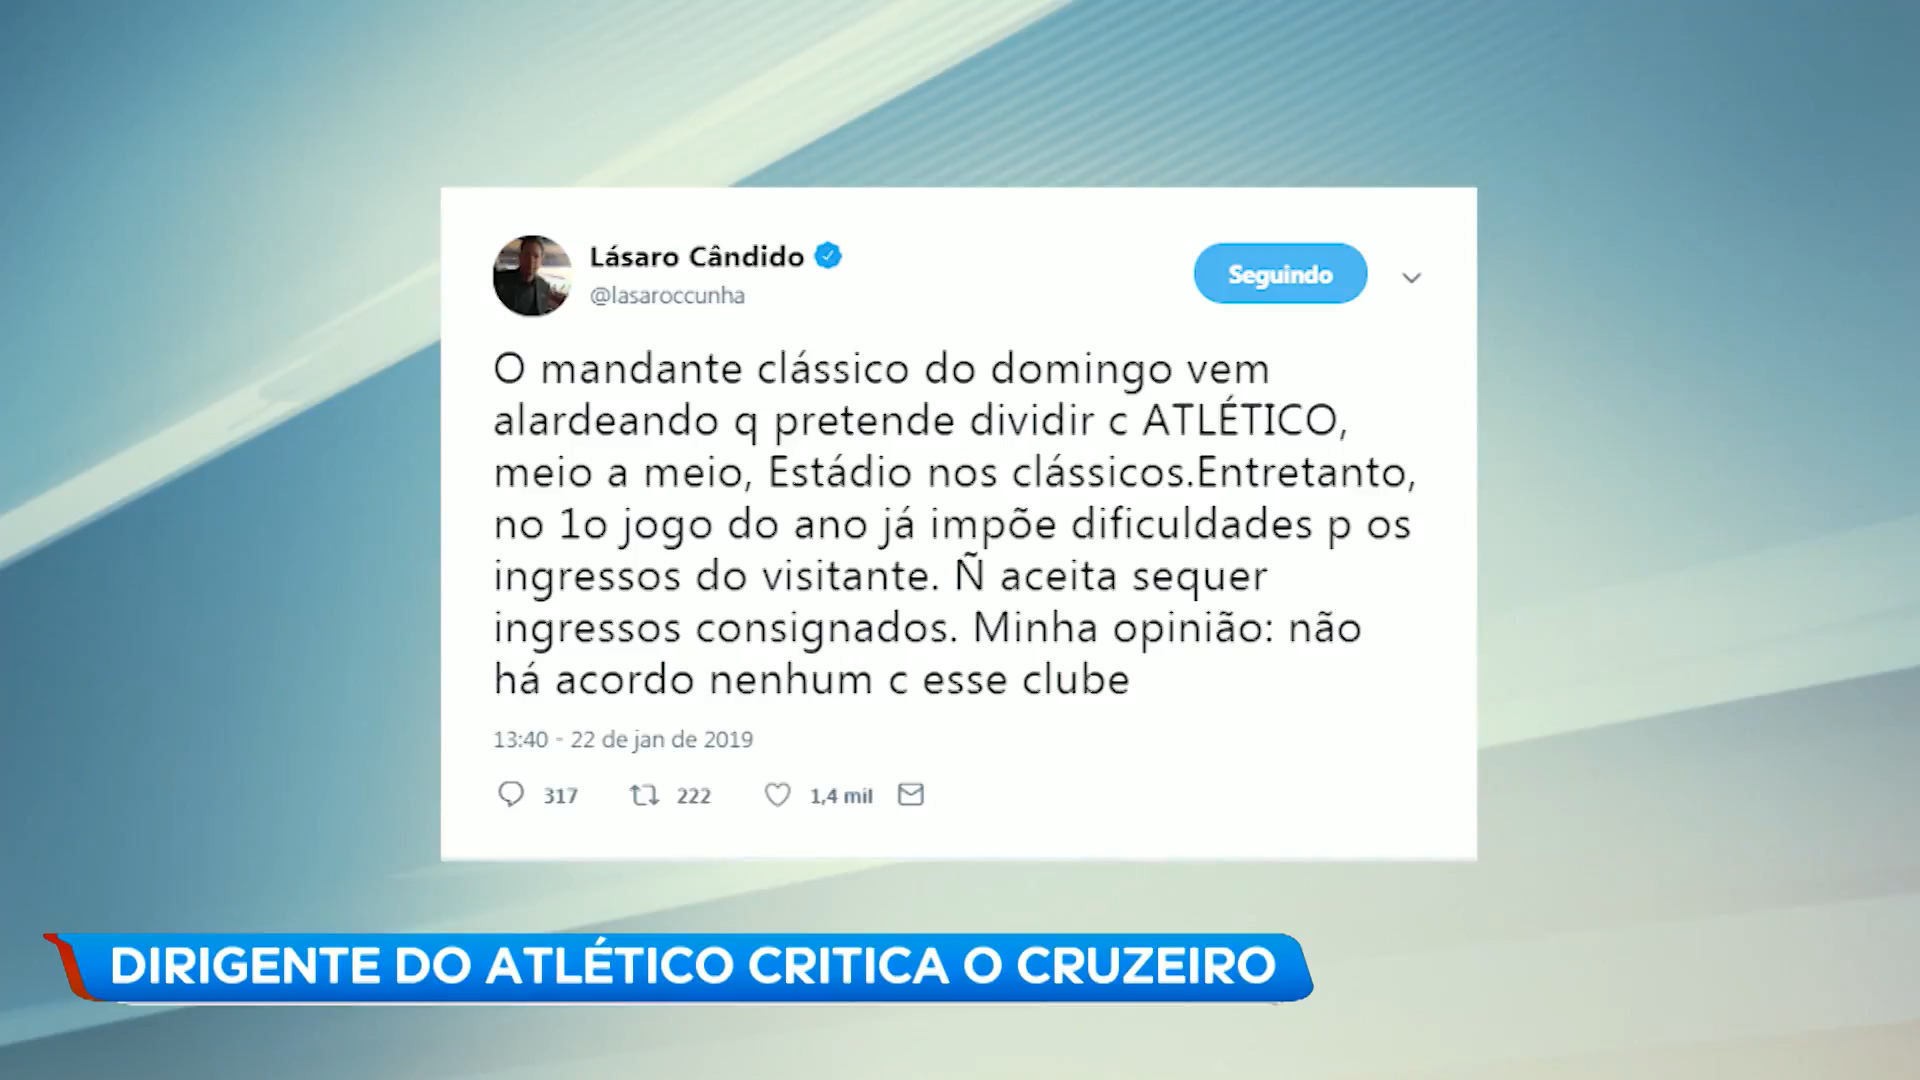 Lásaro Cândido
@lasaroccunha
Seguindo
O mandante clássico do domingo vem
alardeando q pretende dividir c ATLÉTICO,
meio a meio, Estádio nos clássicos.Entretanto,
no 1o jogo do ano já impõe dificuldades p os
ingressos do visitante. Ñ aceita sequer
ingressos consignados. Minha opinião: não
há acordo nenhum c esse clube
13:40 - 22 de jan de 2019
317 222 1,4 mil
DIRIGENTE DO ATLÉTICO CRITICA O CRUZEIRO